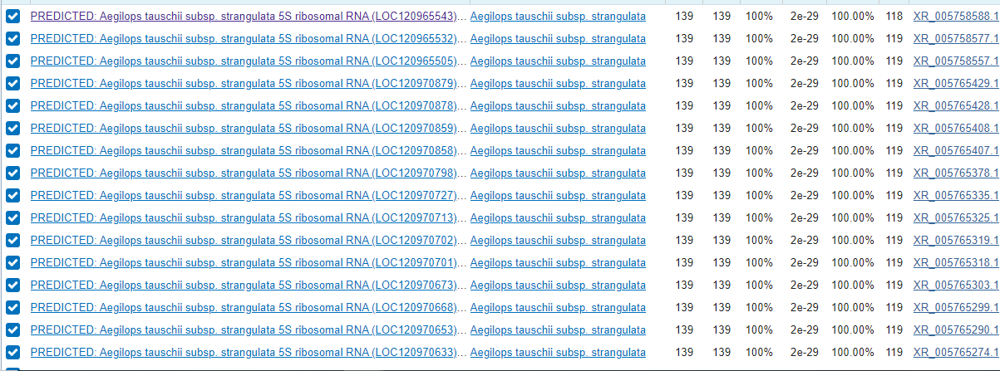 PREDICTED: Aegilops tauschii subsp. strangulata 5S ribosomal RNA (LOC120965543)... Aegilops tauschii subsp. strangulata 139 139 100% 2e-29 100.00% 118 XR_005758588.1
PREDICTED: Aegilops tauschii subsp. strangulata 5S ribosomal RNA (LOC120965532)... Aegilops tauschii subsp. strangulata 139 139 100% 2e-29 100.00% 119 XR_005758577.1
PREDICTED: Aegilops tauschii subsp. strangulata 5S ribosomal RNA (LOC120965505)... Aegilops tauschii subsp. strangulata 139 139 100% 2e-29 100.00% 119 XR_005758557.1
PREDICTED: Aegilops tauschii subsp. strangulata 5S ribosomal RNA (LOC120970879)... Aegilops tauschii subsp. strangulata 139 139 100% 2e-29 100.00% 119 XR_005765429.1
PREDICTED: Aegilops tauschii subsp. strangulata 5S ribosomal RNA (LOC120970878)... Aegilops tauschii subsp. strangulata 139 139 100% 2e-29 100.00% 119 XR_005765428.1
PREDICTED: Aegilops tauschii subsp. strangulata 5S ribosomal RNA (LOC120970859)... Aegilops tauschii subsp. strangulata 139 139 100% 2e-29 100.00% 119 XR_005765408.1
PREDICTED: Aegilops tauschii subsp. strangulata 5S ribosomal RNA (LOC120970858)... Aegilops tauschii subsp. strangulata 139 139 100% 2e-29 100.00% 119 XR_005765407.1
PREDICTED: Aegilops tauschii subsp. strangulata 5S ribosomal RNA (LOC120970798)... Aegilops tauschii subsp. strangulata 139 139 100% 2e-29 100.00% 119 XR_005765378.1
PREDICTED: Aegilops tauschii subsp. strangulata 5S ribosomal RNA (LOC120970727)... Aegilops tauschii subsp. strangulata 139 139 100% 2e-29 100.00% 119 XR_005765335.1
PREDICTED: Aegilops tauschii subsp. strangulata 5S ribosomal RNA (LOC120970713)... Aegilops tauschii subsp. strangulata 139 139 100% 2e-29 100.00% 119 XR_005765325.1
PREDICTED: Aegilops tauschii subsp. strangulata 5S ribosomal RNA (LOC120970702)... Aegilops tauschii subsp. strangulata 139 139 100% 2e-29 100.00% 119 XR_005765319.1
PREDICTED: Aegilops tauschii subsp. strangulata 5S ribosomal RNA (LOC120970701)... Aegilops tauschii subsp. strangulata 139 139 100% 2e-29 100.00% 119 XR_005765318.1
PREDICTED: Aegilops tauschii subsp. strangulata 5S ribosomal RNA (LOC120970673)... Aegilops tauschii subsp. strangulata 139 139 100% 2e-29 100.00% 119 XR_005765303.1
PREDICTED: Aegilops tauschii subsp. strangulata 5S ribosomal RNA (LOC120970668)... Aegilops tauschii subsp. strangulata 139 139 100% 2e-29 100.00% 119 XR_005765299.1
PREDICTED: Aegilops tauschii subsp. strangulata 5S ribosomal RNA (LOC120970653)... Aegilops tauschii subsp. strangulata 139 139 100% 2e-29 100.00% 119 XR_005765290.1
PREDICTED: Aegilops tauschii subsp. strangulata 5S ribosomal RNA (LOC120970633)... Aegilops tauschii subsp. strangulata 139 139 100% 2e-29 100.00% 119 XR_005765274.1